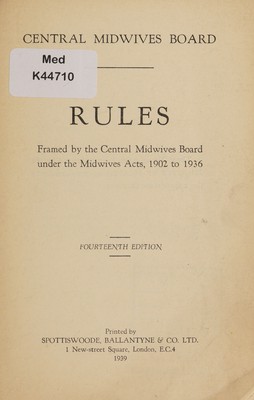 CENTRAL MIDWIVES BOARD
Med
K44710
RULES
Framed by the Central Midwives Board
under the Midwives Acts, 1902 to 1936
FOURTEENTH EDITION
Printed by
SPOTTISWOODE, BALLANTYNE & CO. LTD.
1 New-street Square, London, E.C.4
1939